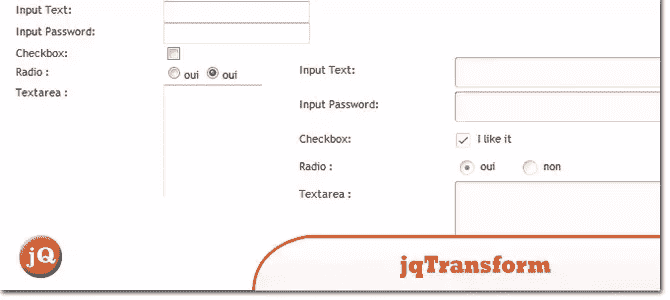 Input Text:
Input Password:
Checkbox:
Radio : oui oui
Textarea :
Input Text:
Input Password:
Checkbox: I like it
Radio : oui non
Textarea :
jQ
jqTransform